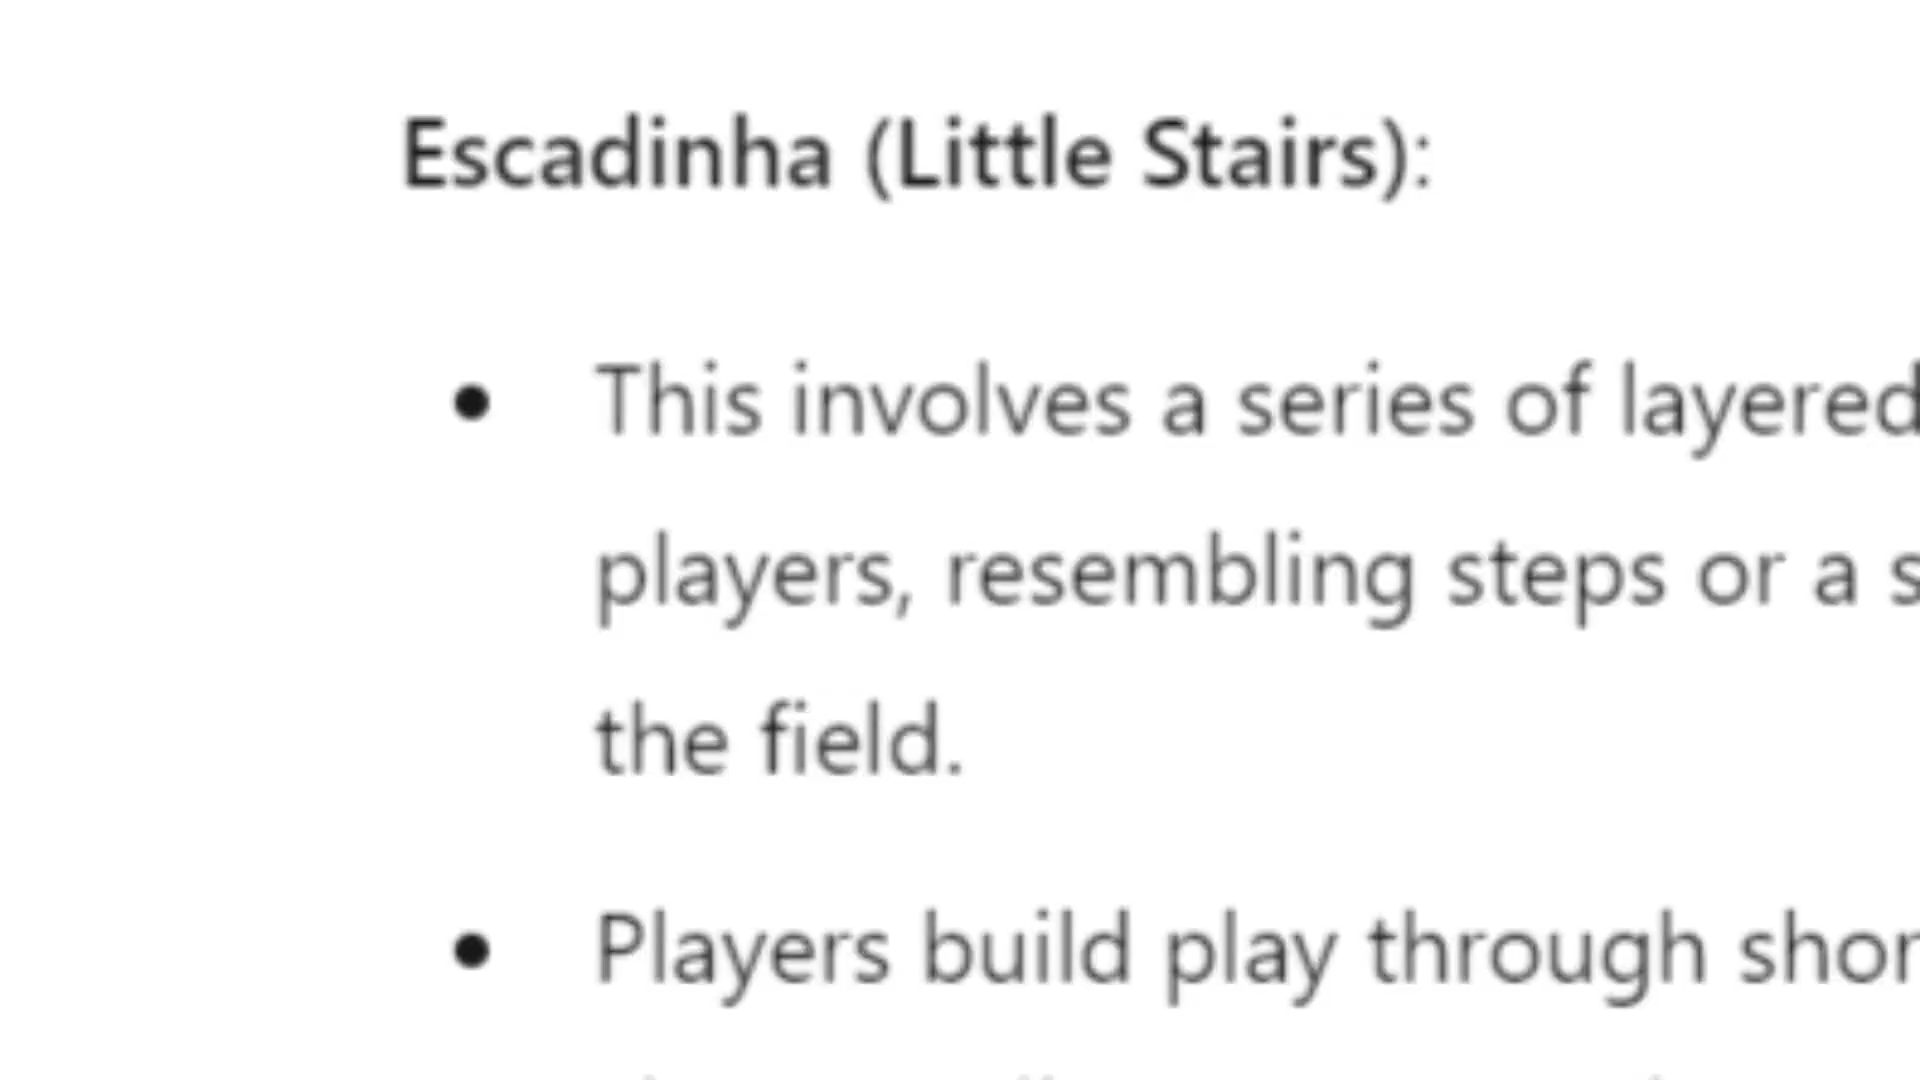 Escadinha (Little Stairs):
• This involves a series of layered
players, resembling steps or a
the field.
• Players build play through